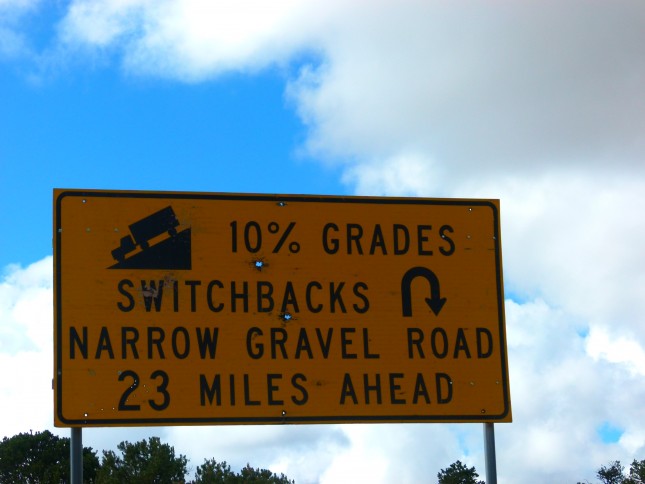 10% GRADES
SWITCHBACKS
NARROW GRAVEL ROAD
23 MILES AHEAD